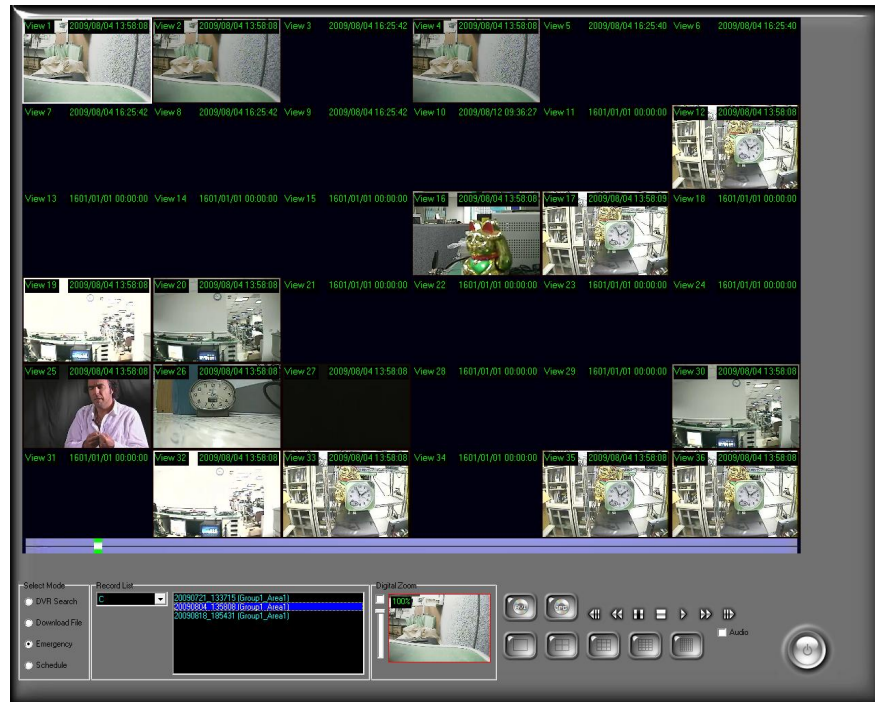 View 1 2009/08/04 13:58:08 View 2 2009/08/04 13:58:08 View 3 2009/08/04 16:25:42 View 4 2009/08/04 13:58:08 View 5 2009/08/04 16:25:40 View 6 2009/08/04 16:25:40
View 7 2009/08/04 16:25:42 View 8 2009/08/04 16:25:42 View 9 2009/08/04 16:25:42 View 10 2009/08/12 09:36:27 View 11 1601/01/01 00:00:00 View 12 2009/08/04 13:58:08
View 13 1601/01/01 00:00:00 View 14 1601/01/01 00:00:00 View 15 1601/01/01 00:00:00 View 16 2009/08/04 13:58:08 View 17 2009/08/04 13:58:09 View 18 1601/01/01 00:00:00
View 19 2009/08/04 13:58:08 View 20 2009/08/04 13:58:08 View 21 1601/01/01 00:00:00 View 22 1601/01/01 00:00:00 View 23 1601/01/01 00:00:00 View 24 1601/01/01 00:00:00
View 25 2009/08/04 13:58:08 View 26 2009/08/04 13:58:08 View 27 2009/08/04 13:58:08 View 28 1601/01/01 00:00:00 View 29 1601/01/01 00:00:00 View 30 2009/08/04 13:58:08
View 31 1601/01/01 00:00:00 View 32 2009/08/04 13:58:08 View 33 2009/08/04 13:58:08 View 34 1601/01/01 00:00:00 View 35 2009/08/04 13:58:08 View 36 2009/08/04 13:58:08
Select Mode
DVR Search
Download File
Emergency
Schedule
Record List
C
20090721_133715 (Group1_Area1)
20090804_135808 (Group1_Area1)
20090818_185431 (Group1_Area1)
Digital Zoom
100%
Audio